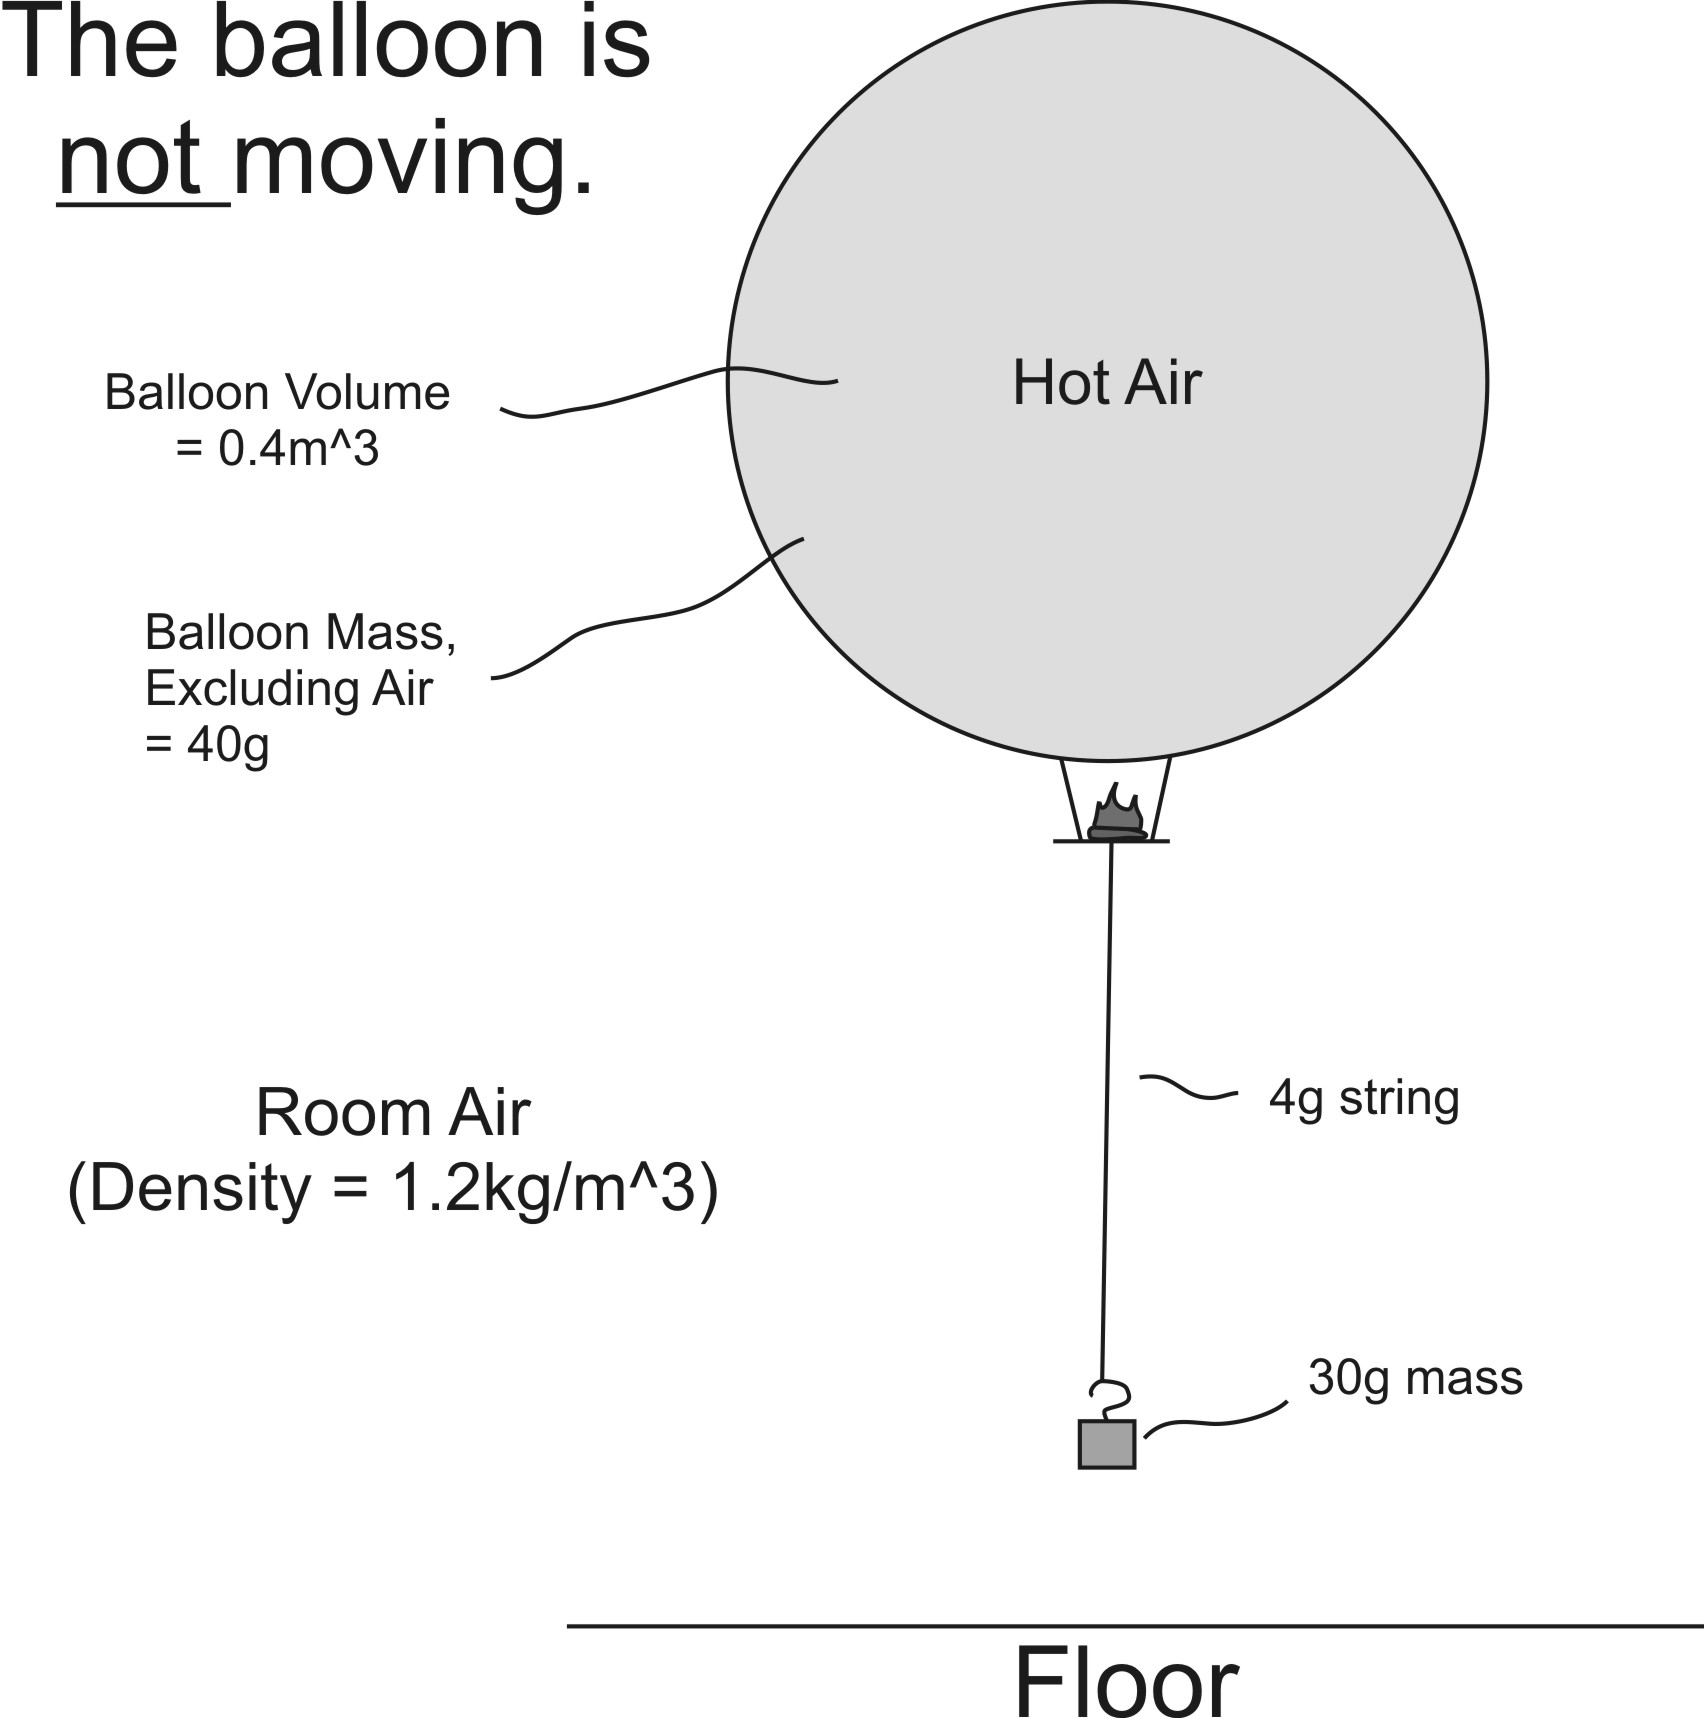 The balloon is
not moving.
Hot Air
Balloon Volume
= 0.4m^3
Balloon Mass,
Excluding Air
= 40g
Room Air
(Density = 1.2kg/m^3)
4g string
30g mass
Floor